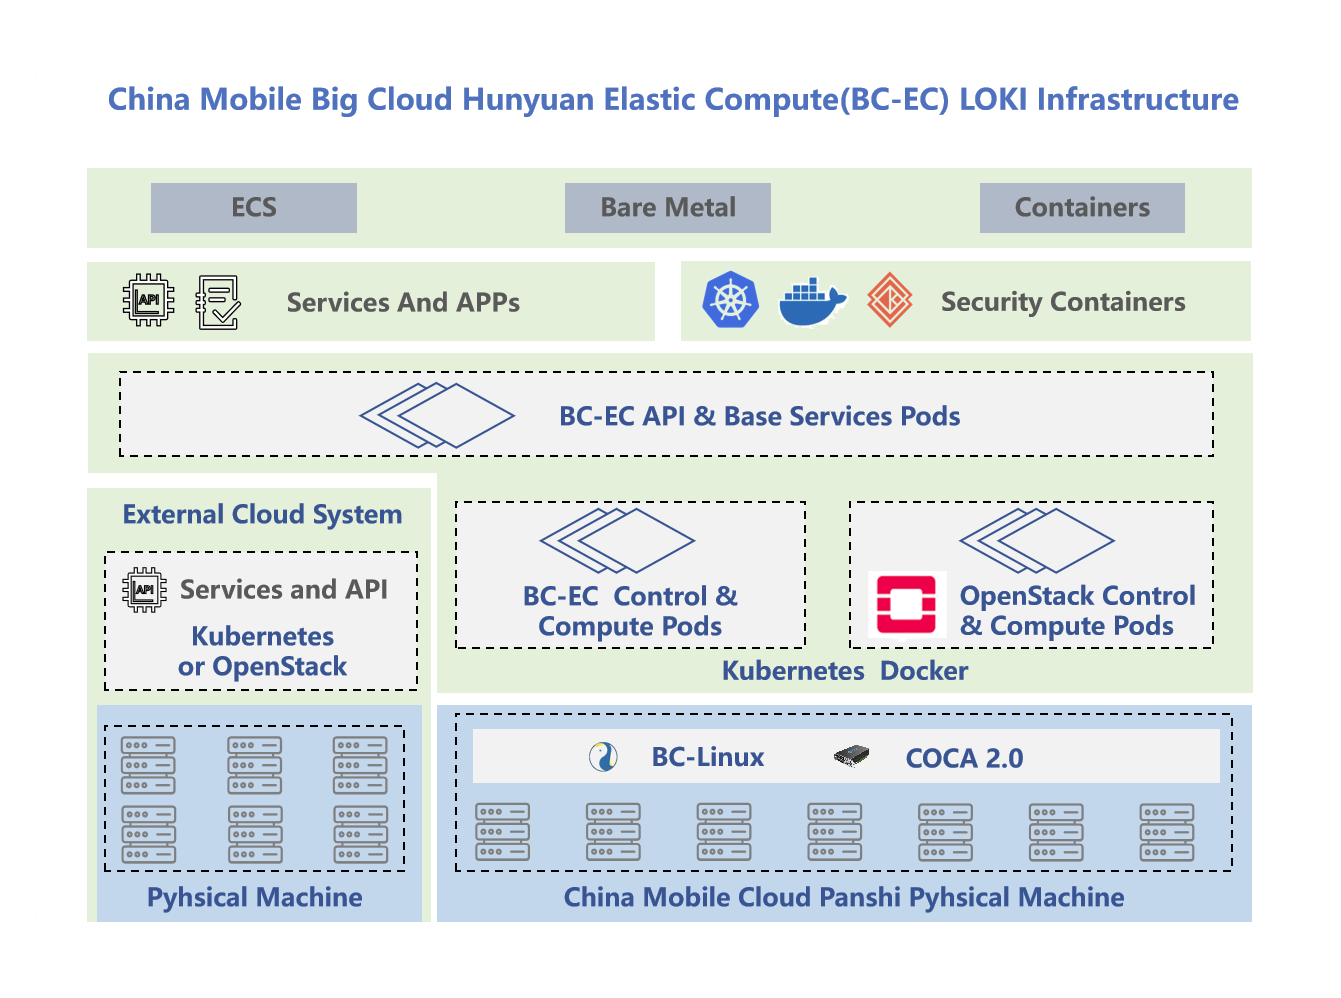 China Mobile Big Cloud Hunyuan Elastic Compute(BC-EC) LOKI Infrastructure
ECS
Bare Metal
Containers
API
Services And APPs
Security Containers
BC-EC API & Base Services Pods
External Cloud System
API
Services and API
Kubernetes
or OpenStack
BC-EC Control &
Compute Pods
OpenStack Control
& Compute Pods
Kubernetes Docker
BC-Linux
COCA 2.0
Pyhsical Machine
China Mobile Cloud Panshi Pyhsical Machine